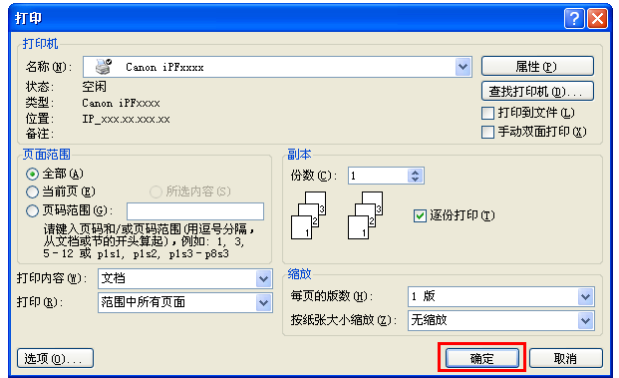 打印
打印机
名称(N): Canon iPFxxxx 属性(P)
状态: 空闲 查找打印机(D)...
类型: Canon iPFxxxx
位置: IP_xxx.xx.xxx.xx 打印到文件(L)
备注: 手动双面打印(X)
页面范围
全部(A)
当前页(E) 所选内容(S)
页码范围(G):
请键入页码和/或页码范围(用逗号分隔，
从文档或节的开头算起)，例如: 1, 3,
5-12 或 p1s1, p1s2, p1s3-p8s3
副本
份数(C): 1
3 3
2 2
1 1
逐份打印(T)
打印内容(W): 文档
打印(R): 范围中所有页面
缩放
每页的版数(H): 1 版
按纸张大小缩放(Z): 无缩放
选项(O)... 确定 取消